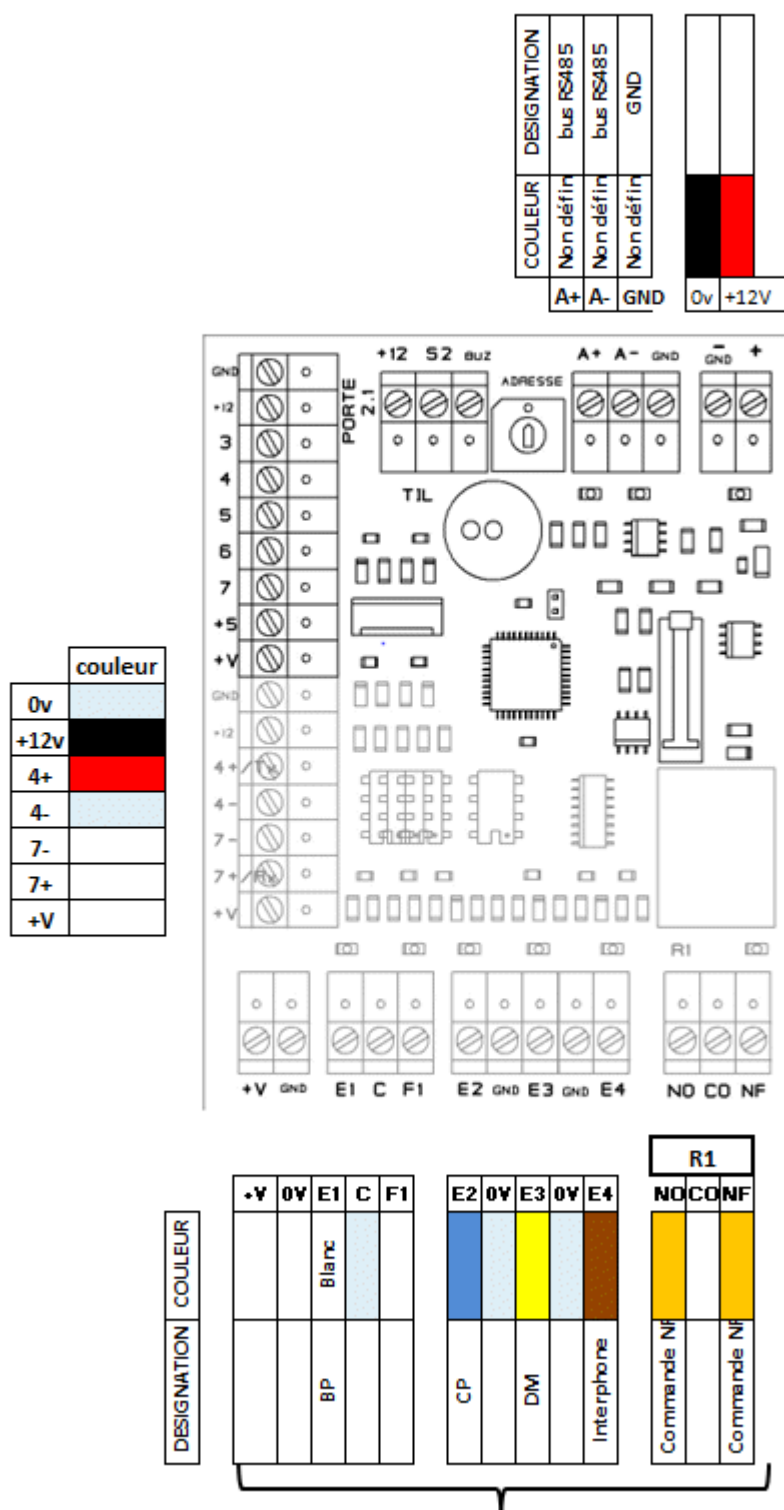 DESIGNATION bus RS485 bus RS485 GND
COULEUR Non défin Non défin Non défin
A+ A- GND 0v +12V
+12 S2 BUZ
A+ A- GND
- GND +
ADRESSE
PORTE 2.1
TIL
GND
+12
3
4
5
6
7
+5
+V
GND
+12
4+/Tx
4-
7-
7+/Rx
+V
couleur
0v
+12v
4+
4-
7-
7+
+V
R1
+V GND E1 C F1 E2 GND E3 GND E4 NO CO NF
R1
+V 0V E1 C F1 E2 0V E3 0V E4 NO CO NF
COULEUR Blanc
DESIGNATION BP CP DM Interphone Commande NF Commande NF